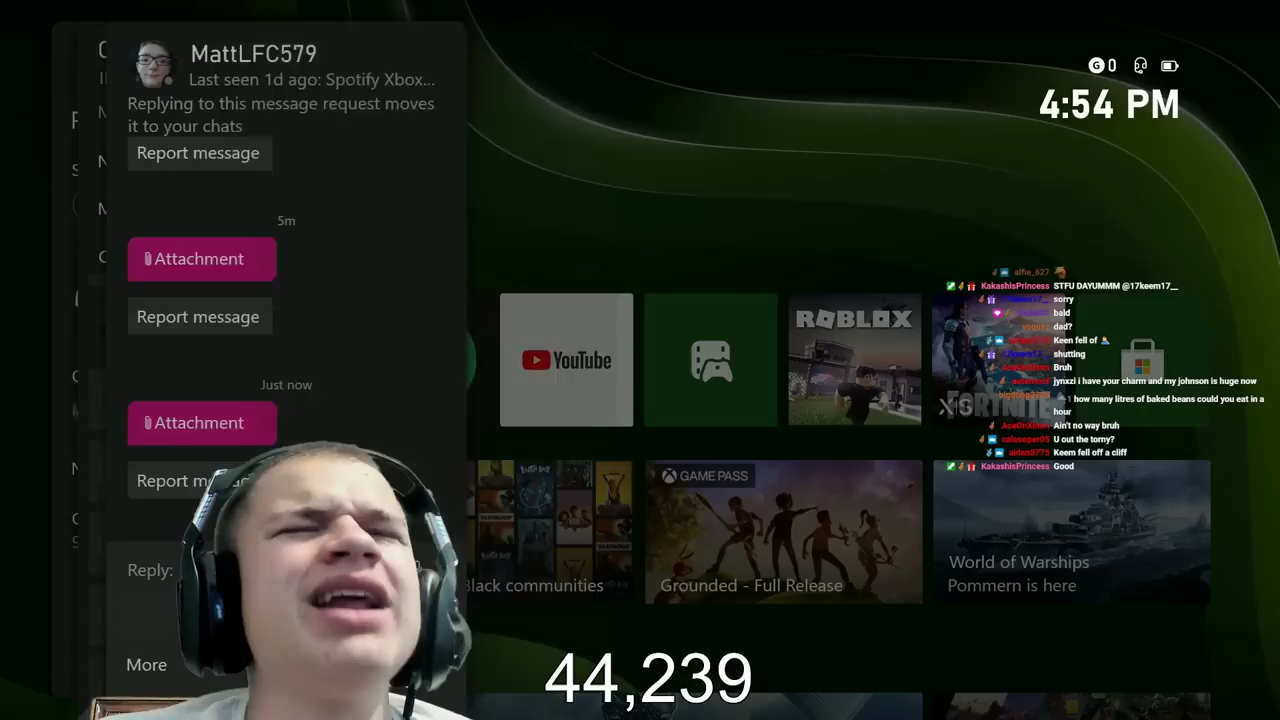 MattLFC579
Last seen 1d ago: Spotify Xbox...
Replying to this message request moves
it to your chats
Report message
5m
Attachment
Report message
Just now
Attachment
Report
Reply:
More
G 0
4:54 PM
YouTube
ROBLOX
FORTNITE
alfie_627
KakashisPrincess STFU DAYUMMM @17keem17__
sorry
bald
dad?
Keen fell of
shutting
AceOnXimmm Bruh
jynxzi i have your charm and my johnson is huge now
1 how many litres of baked beans could you eat in a
hour
Ain't no way bruh
calcooper05 U out the torny?
aidan5775 Keem fell off a cliff
KakashisPrincess Good
Black communities
XBOX GAME PASS
Grounded - Full Release
World of Warships
Pommern is here
44,239